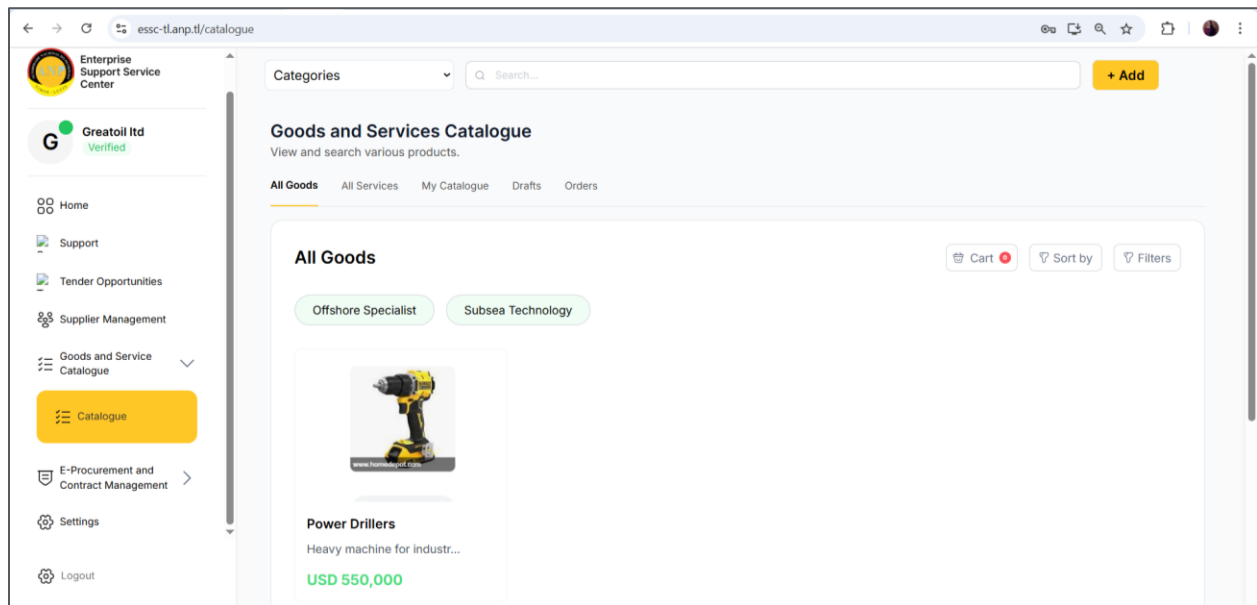 essc-tl.anp.tl/catalogue
Enterprise
Support Service
Center
Categories
Search...
+ Add
G
Greatoil ltd
Verified
Goods and Services Catalogue
View and search various products.
All Goods My Catalogue Drafts Orders
All Services
Home
Support
Tender Opportunities
Supplier Management
Goods and Service
Catalogue
Catalogue
E-Procurement and
Contract Management
Settings
Logout
All Goods
Cart 0
Sort by
Filters
Offshore Specialist
Subsea Technology
www.homedepot.com
Power Drillers
Heavy machine for industr...
USD 550,000